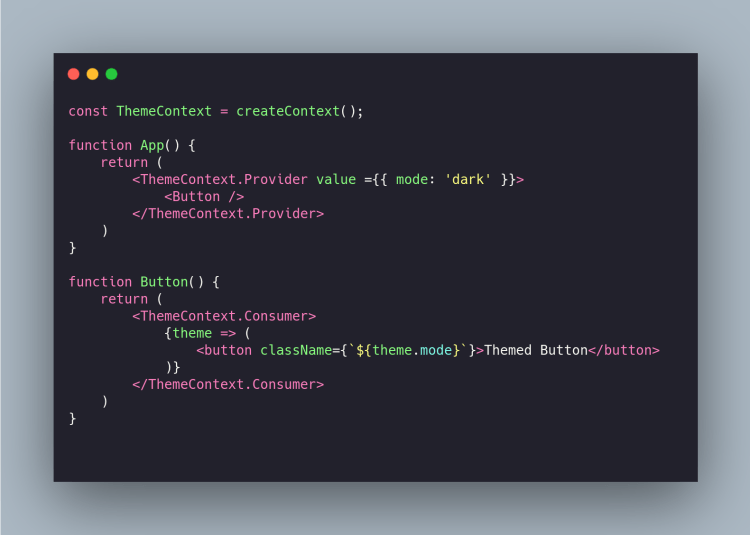 const ThemeContext = createContext();

function App() {
    return (
        <ThemeContext.Provider value ={{ mode: 'dark' }}>
            <Button />
        </ThemeContext.Provider>
    )
}

function Button() {
    return (
        <ThemeContext.Consumer>
            {theme => (
                <button className={`${theme.mode}`}>Themed Button</button>
            )}
        </ThemeContext.Consumer>
    )
}